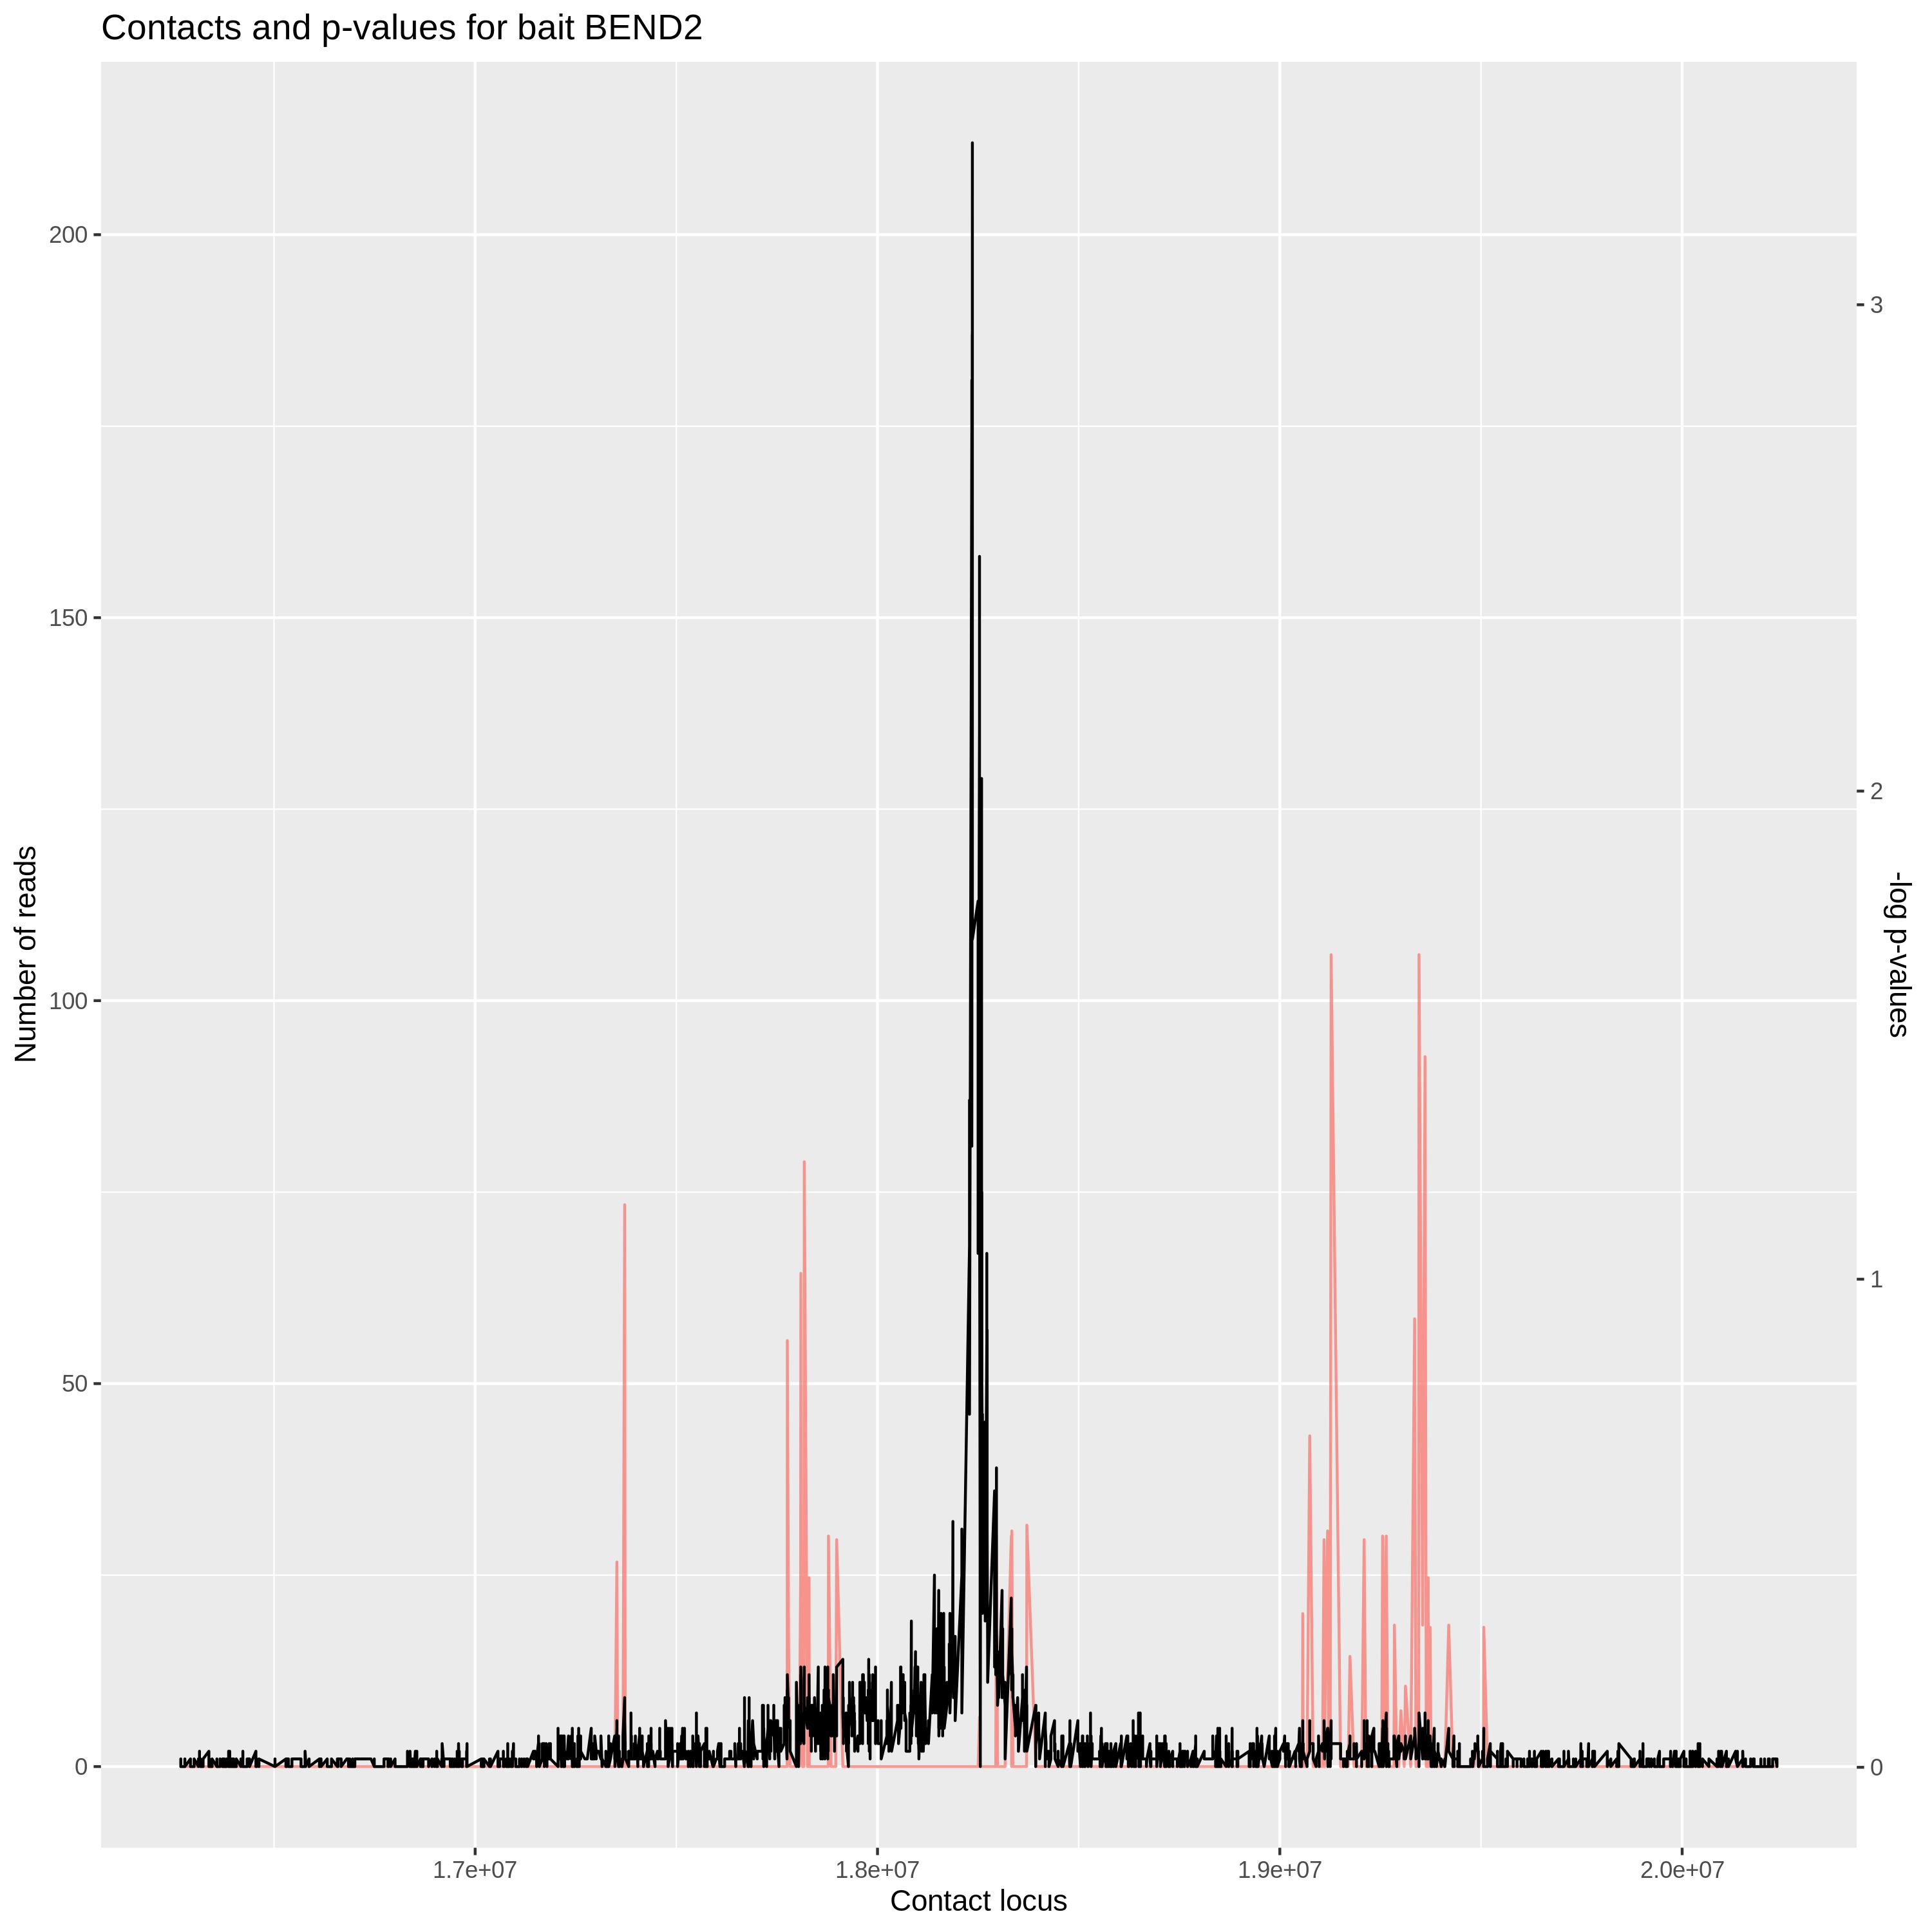 Contacts and p-values for bait BEND2
200
150
100
50
0
Number of reads
3
2
1
0
-log p-values
1.7e+07
1.8e+07
1.9e+07
2.0e+07
Contact locus